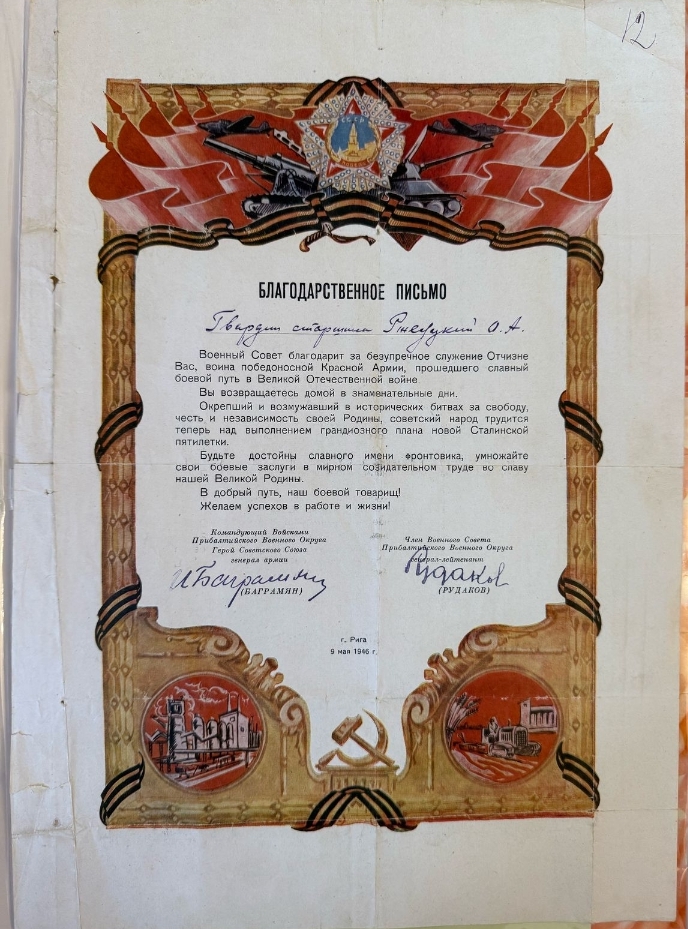 12
СССР
БЛАГОДАРСТВЕННОЕ ПИСЬМО
Гвардии старшина Ржеуцкий О. А.
Военный Совет благодарит за безупречное служение Отчизне
Вас, воина победоносной Красной Армии, прошедшего славный
боевой путь в Великой Отечественной войне.
Вы возвращаетесь домой в знаменательные дни.
Окрепший и возмужавший в исторических битвах за свободу,
честь и независимость своей Родины, советский народ трудится
теперь над выполнением грандиозного плана новой Сталинской
пятилетки.
Будьте достойны славного имени фронтовика, умножайте
свои боевые заслуги в мирном созидательном труде во славу
нашей Великой Родины.
В добрый путь, наш боевой товарищ!
Желаем успехов в работе и жизни!
Командующий Войсками
Прибалтийского Военного Округа
Герой Советского Союза
генерал армии
И Баграмян
(БАГРАМЯН)
Член Военного Совета
Прибалтийского Военного Округа
генерал-лейтенант
Рудаков
(РУДАКОВ)
г. Рига
9 мая 1946 г.